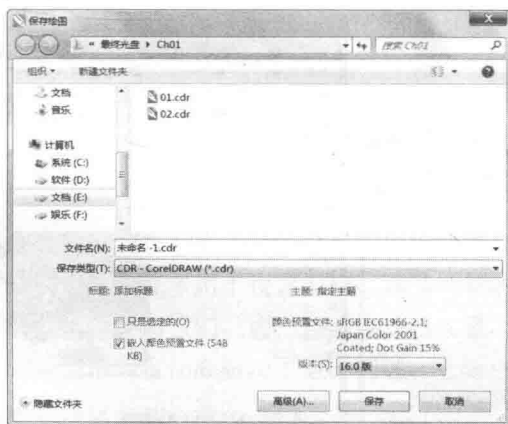 保存绘图
« 最终光盘 ▸ Ch01
搜索 Ch01
组织 新建文件夹
文档
音乐
计算机
系统 (C:)
软件 (D:)
文档 (E:)
娱乐 (F:)
01.cdr
02.cdr
文件名(N): 未命名 -1.cdr
保存类型(T): CDR - CorelDRAW (*.cdr)
标题: 添加标题
主题: 指定主题
只是选定的(O)
嵌入颜色预置文件 (548 KB)
颜色预置文件: sRGB IEC61966-2.1;
Japan Color 2001
Coated; Dot Gain 15%
版本(S): 16.0 版
隐藏文件夹
高级(A)...
保存
取消